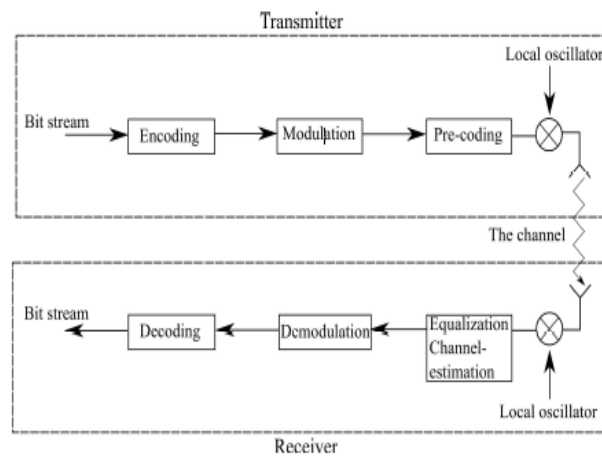 Transmitter
Local oscillator
Bit stream
Encoding
Modulation
Pre-coding
The channel
Bit stream
Decoding
Demodulation
Equalization
Channel-
estimation
Local oscillator
Receiver